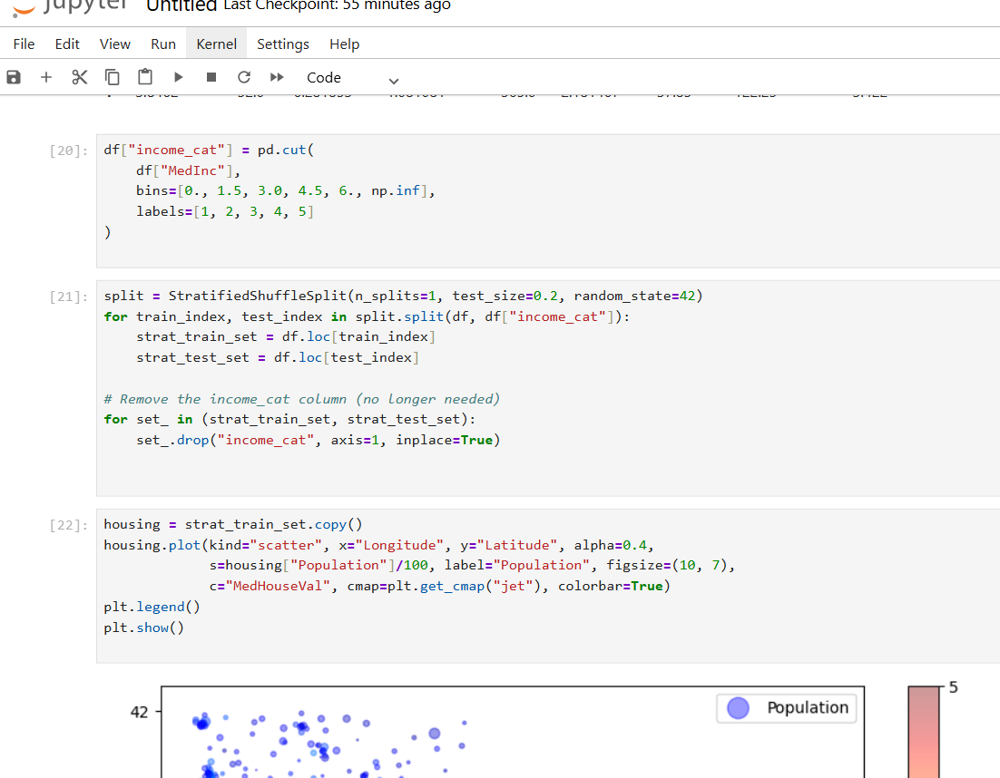 jupyter Untitled Last Checkpoint: 55 minutes ago
File Edit View Run Kernel Settings Help
Code
[20]:
df["income_cat"] = pd.cut(
    df["MedInc"],
    bins=[0., 1.5, 3.0, 4.5, 6., np.inf],
    labels=[1, 2, 3, 4, 5]
)
[21]:
split = StratifiedShuffleSplit(n_splits=1, test_size=0.2, random_state=42)
for train_index, test_index in split.split(df, df["income_cat"]):
    strat_train_set = df.loc[train_index]
    strat_test_set = df.loc[test_index]
# Remove the income_cat column (no longer needed)
for set_ in (strat_train_set, strat_test_set):
    set_.drop("income_cat", axis=1, inplace=True)
[22]:
housing = strat_train_set.copy()
housing.plot(kind="scatter", x="Longitude", y="Latitude", alpha=0.4,
             s=housing["Population"]/100, label="Population", figsize=(10, 7),
             c="MedHouseVal", cmap=plt.get_cmap("jet"), colorbar=True)
plt.legend()
plt.show()
42
Population
5